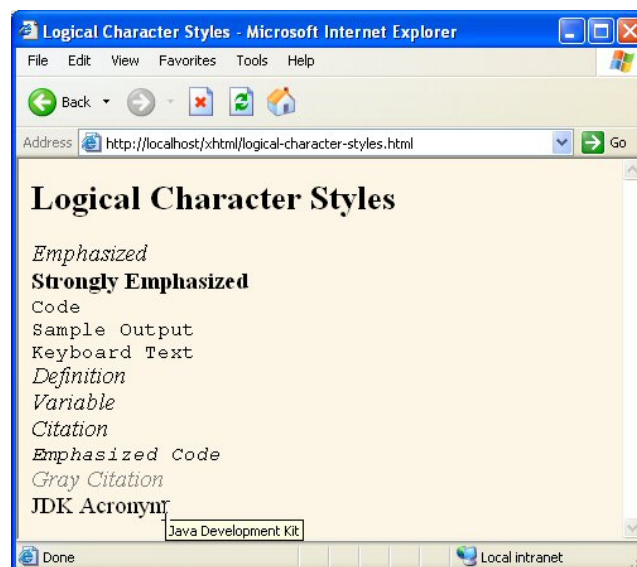 Logical Character Styles - Microsoft Internet Explorer
File Edit View Favorites Tools Help
Back
Address http://localhost/xhtml/logical-character-styles.html Go
Logical Character Styles
Emphasized
Strongly Emphasized
Code
Sample Output
Keyboard Text
Definition
Variable
Citation
Emphasized Code
Gray Citation
JDK Acronym
Java Development Kit
Done Local intranet